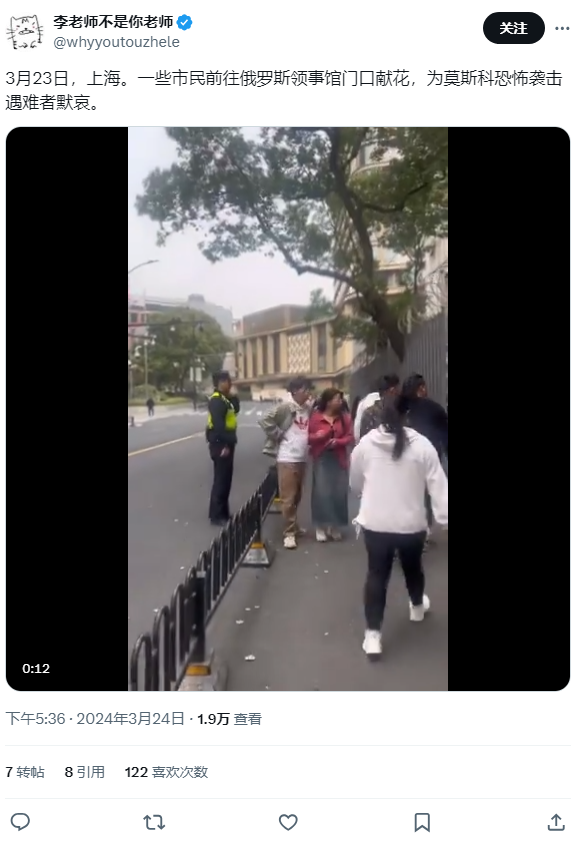 李老师不是你老师
@whyyoutouzhele
关注
3月23日，上海。一些市民前往俄罗斯领事馆门口献花，为莫斯科恐怖袭击
遇难者默哀。
0:12
下午5:36 · 2024年3月24日 · 1.9万 查看
7 转帖 8 引用 122 喜欢次数